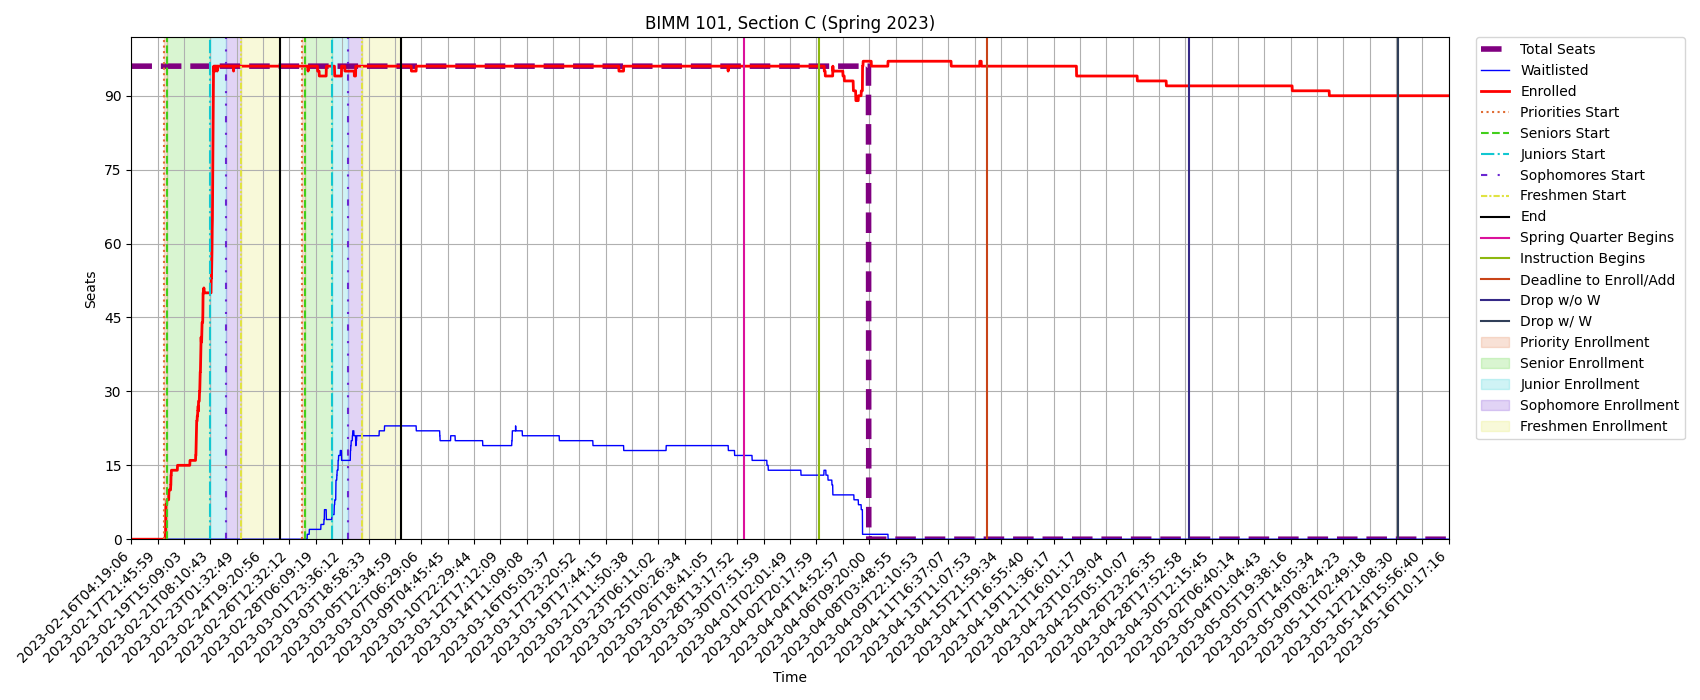 BIMM 101, Section C (Spring 2023)
Seats
90
75
60
45
30
15
0
2023-02-16T04:19:06
2023-02-17T21:45:59
2023-02-19T15:09:03
2023-02-21T08:10:43
2023-02-23T01:32:49
2023-02-24T19:20:56
2023-02-26T12:32:12
2023-02-28T06:09:19
2023-03-01T23:36:12
2023-03-03T18:58:33
2023-03-05T12:34:59
2023-03-07T06:29:06
2023-03-09T04:45:45
2023-03-10T22:29:44
2023-03-12T17:12:09
2023-03-14T11:09:08
2023-03-16T05:03:37
2023-03-17T23:20:52
2023-03-19T17:44:15
2023-03-21T11:50:38
2023-03-23T06:11:02
2023-03-25T00:26:34
2023-03-26T18:41:05
2023-03-28T13:17:52
2023-03-30T07:51:59
2023-04-01T02:01:49
2023-04-02T20:17:59
2023-04-04T14:52:57
2023-04-06T09:20:00
2023-04-08T03:48:55
2023-04-09T22:10:53
2023-04-11T16:37:07
2023-04-13T11:07:53
2023-04-15T21:59:34
2023-04-17T16:55:40
2023-04-19T11:36:17
2023-04-21T06:01:17
2023-04-23T10:29:04
2023-04-25T05:10:07
2023-04-26T23:26:35
2023-04-28T17:52:58
2023-04-30T12:15:45
2023-05-02T06:40:14
2023-05-04T01:04:43
2023-05-05T19:38:16
2023-05-07T14:05:34
2023-05-09T08:24:23
2023-05-11T02:49:18
2023-05-12T21:08:30
2023-05-14T15:56:40
2023-05-16T10:17:16
Time
Total Seats
Waitlisted
Enrolled
Priorities Start
Seniors Start
Juniors Start
Sophomores Start
Freshmen Start
End
Spring Quarter Begins
Instruction Begins
Deadline to Enroll/Add
Drop w/o W
Drop w/ W
Priority Enrollment
Senior Enrollment
Junior Enrollment
Sophomore Enrollment
Freshmen Enrollment